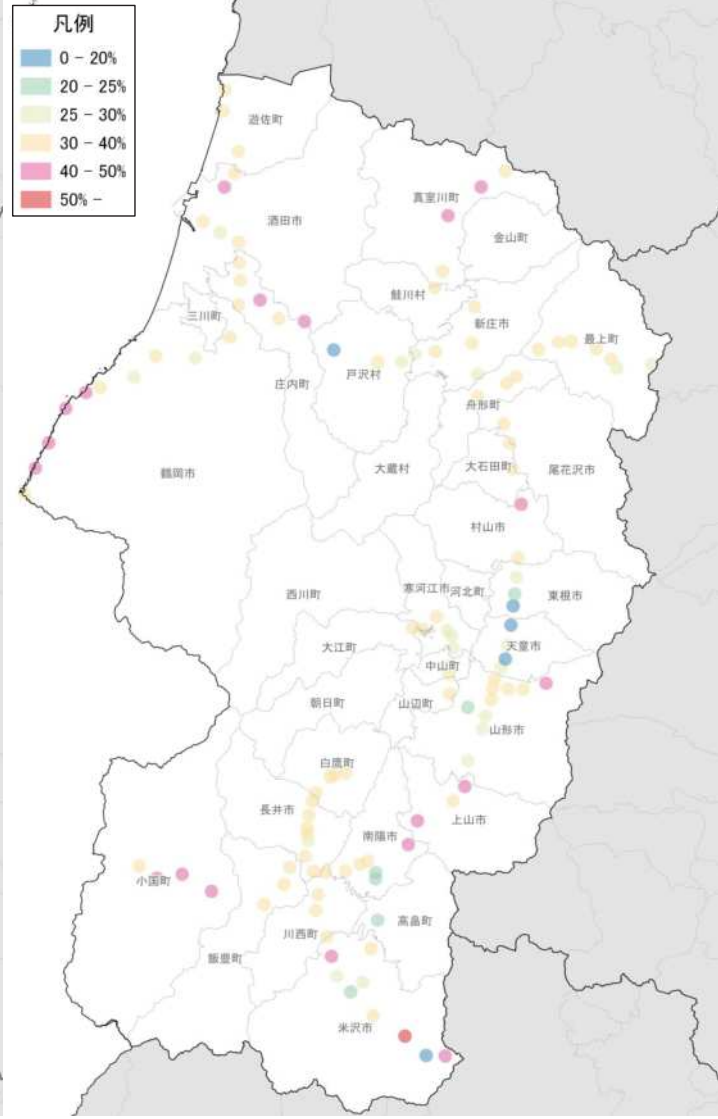 凡例
0 - 20%
20 - 25%
25 - 30%
30 - 40%
40 - 50%
50% -
遊佐町
真室川町
酒田市
金山町
鮭川村
三川町
新庄市
最上町
戸沢村
庄内町
舟形町
大蔵村
大石田町
尾花沢市
鶴岡市
村山市
西川町
寒河江市
河北町
東根市
大江町
天童市
中山町
朝日町
山辺町
山形市
白鷹町
長井市
南陽市
上山市
小国町
高畠町
川西町
飯豊町
米沢市